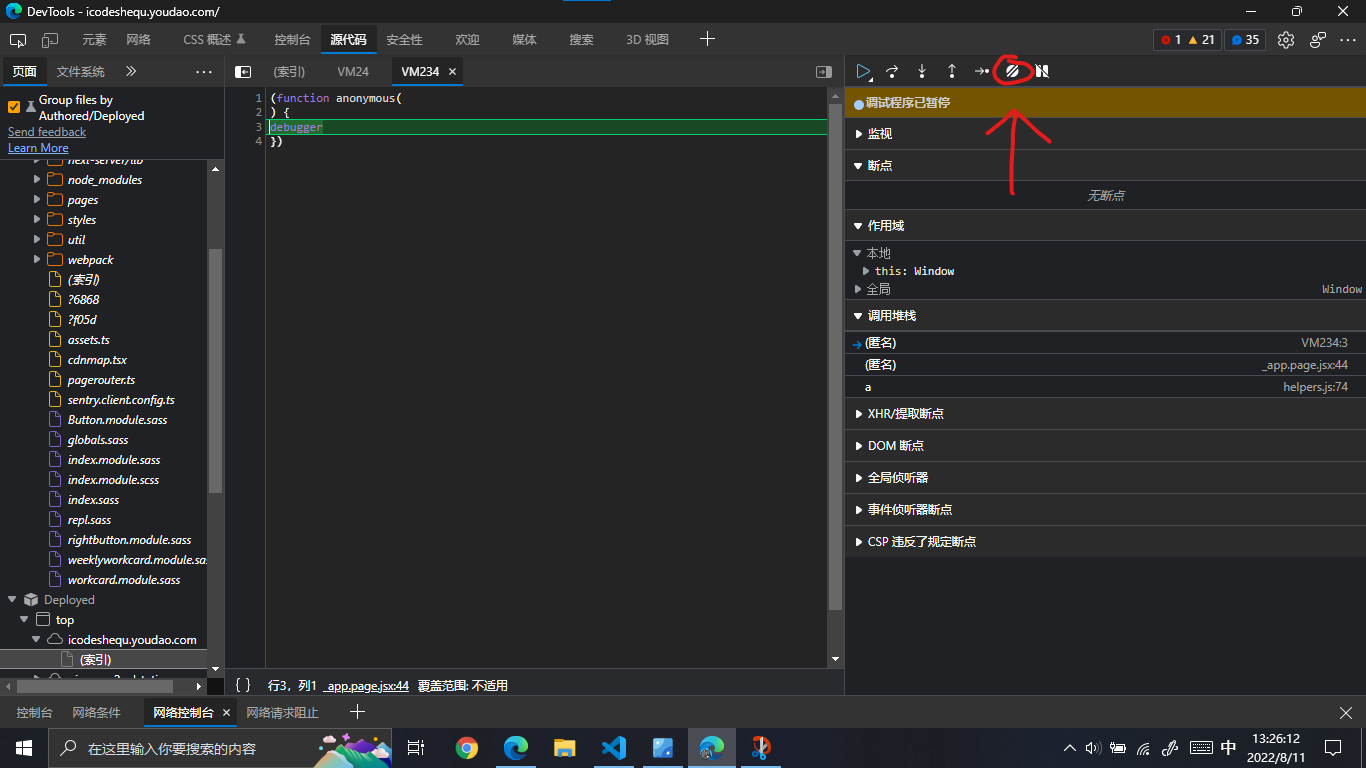 DevTools - icodeshequ.youdao.com/
元素 网络 CSS 概述 控制台 源代码 安全性 欢迎 媒体 搜索 3D 视图 1 21 35
页面 文件系统 (索引) VM24 VM234
Group files by
Authored/Deployed
Send feedback
Learn More
next-server/lib
node_modules
pages
styles
util
webpack
(索引)
?6868
?f05d
assets.ts
cdnmap.tsx
pagerouter.ts
sentry.client.config.ts
Button.module.sass
globals.sass
index.module.sass
index.module.scss
index.sass
repl.sass
rightbutton.module.sass
weeklyworkcard.module.sa
workcard.module.sass
Deployed
top
icodeshequ.youdao.com
(索引)
1 (function anonymous(
2 ) {
3 debugger
4 })
{ } 行3，列1 _app.page.jsx:44 覆盖范围: 不适用
调试程序已暂停
监视
断点
无断点
作用域
本地
this: Window
全局 Window
调用堆栈
(匿名) VM234:3
(匿名) _app.page.jsx:44
a helpers.js:74
XHR/提取断点
DOM 断点
全局侦听器
事件侦听器断点
CSP 违反了规定断点
控制台 网络条件 网络控制台 网络请求阻止
在这里输入你要搜索的内容
中
13:26:12
2022/8/11